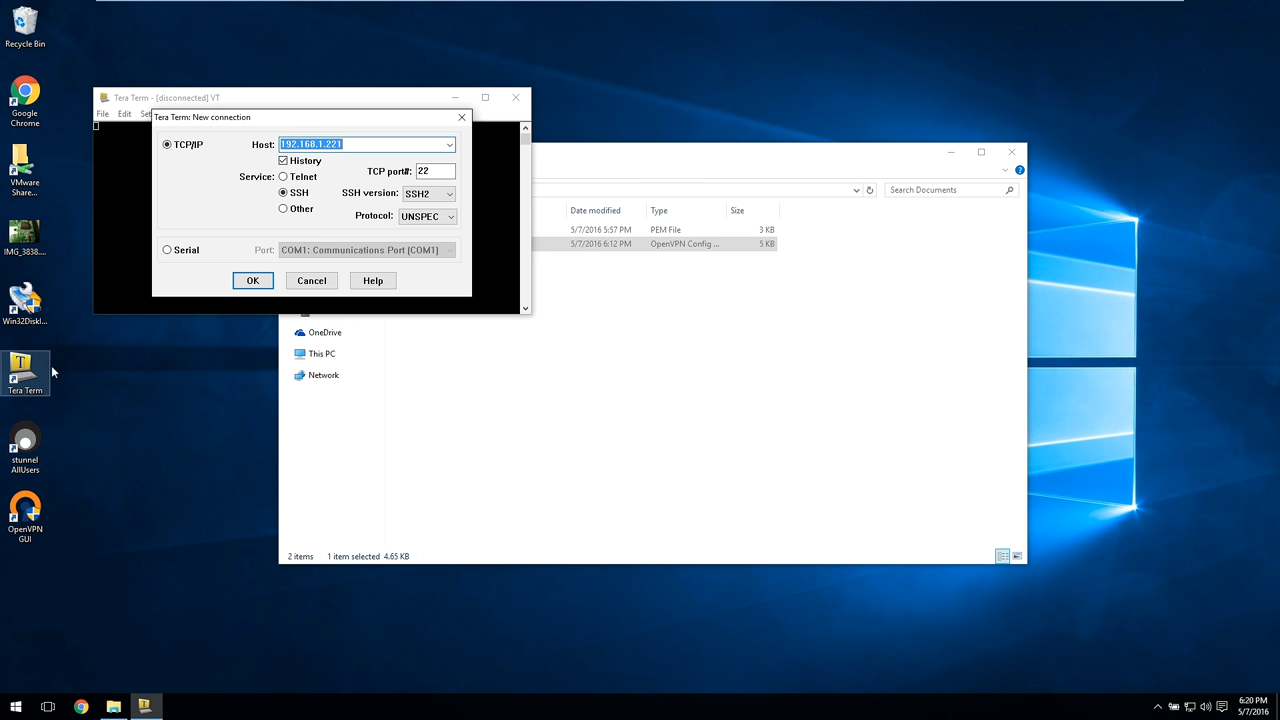 Recycle Bin
Google
Chrome
VMware
Share...
IMG_3838....
Win32DiskI...
Tera Term
stunnel
AllUsers
OpenVPN
GUI
Tera Term - [disconnected] VT
File Edit Set
Tera Term: New connection
TCP/IP Host: 192.168.1.221
History
TCP port#: 22
Service: Telnet
SSH SSH version: SSH2
Other
Protocol: UNSPEC
Serial Port: COM1: Communications Port (COM1)
OK Cancel Help
Search Documents
Date modified Type Size
5/7/2016 5:57 PM PEM File 3 KB
5/7/2016 6:12 PM OpenVPN Config ... 5 KB
OneDrive
This PC
Network
2 items 1 item selected 4.65 KB
6:20 PM
5/7/2016